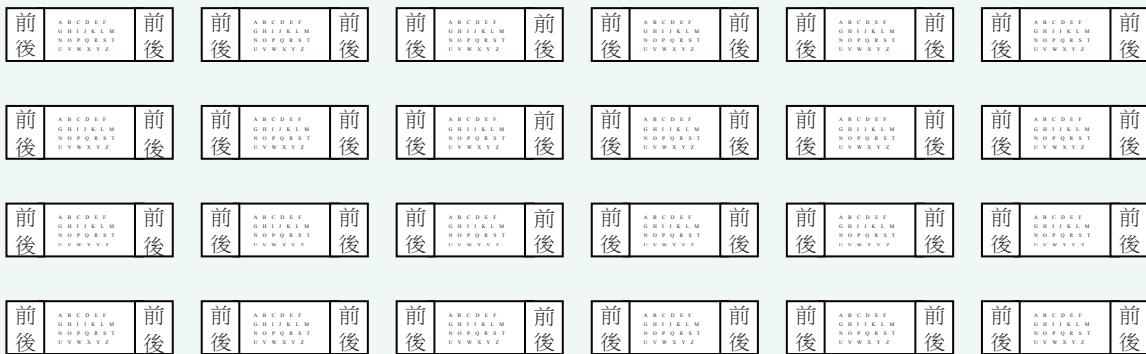 前 A B C D E F 前 前 A B C D E F 前 前 A B C D E F 前 前 A B C D E F 前 前 A B C D E F 前 前 A B C D E F 前
G H I J K L M G H I J K L M G H I J K L M G H I J K L M G H I J K L M G H I J K L M
N O P Q R S T N O P Q R S T N O P Q R S T N O P Q R S T N O P Q R S T N O P Q R S T
後 U V W X Y Z 後 後 U V W X Y Z 後 後 U V W X Y Z 後 後 U V W X Y Z 後 後 U V W X Y Z 後 後 U V W X Y Z 後
前 A B C D E F 前 前 A B C D E F 前 前 A B C D E F 前 前 A B C D E F 前 前 A B C D E F 前 前 A B C D E F 前
G H I J K L M G H I J K L M G H I J K L M G H I J K L M G H I J K L M G H I J K L M
N O P Q R S T N O P Q R S T N O P Q R S T N O P Q R S T N O P Q R S T N O P Q R S T
後 U V W X Y Z 後 後 U V W X Y Z 後 後 U V W X Y Z 後 後 U V W X Y Z 後 後 U V W X Y Z 後 後 U V W X Y Z 後
前 A B C D E F 前 前 A B C D E F 前 前 A B C D E F 前 前 A B C D E F 前 前 A B C D E F 前 前 A B C D E F 前
G H I J K L M G H I J K L M G H I J K L M G H I J K L M G H I J K L M G H I J K L M
N O P Q R S T N O P Q R S T N O P Q R S T N O P Q R S T N O P Q R S T N O P Q R S T
後 U V W X Y Z 後 後 U V W X Y Z 後 後 U V W X Y Z 後 後 U V W X Y Z 後 後 U V W X Y Z 後 後 U V W X Y Z 後
前 A B C D E F 前 前 A B C D E F 前 前 A B C D E F 前 前 A B C D E F 前 前 A B C D E F 前 前 A B C D E F 前
G H I J K L M G H I J K L M G H I J K L M G H I J K L M G H I J K L M G H I J K L M
N O P Q R S T N O P Q R S T N O P Q R S T N O P Q R S T N O P Q R S T N O P Q R S T
後 U V W X Y Z 後 後 U V W X Y Z 後 後 U V W X Y Z 後 後 U V W X Y Z 後 後 U V W X Y Z 後 後 U V W X Y Z 後